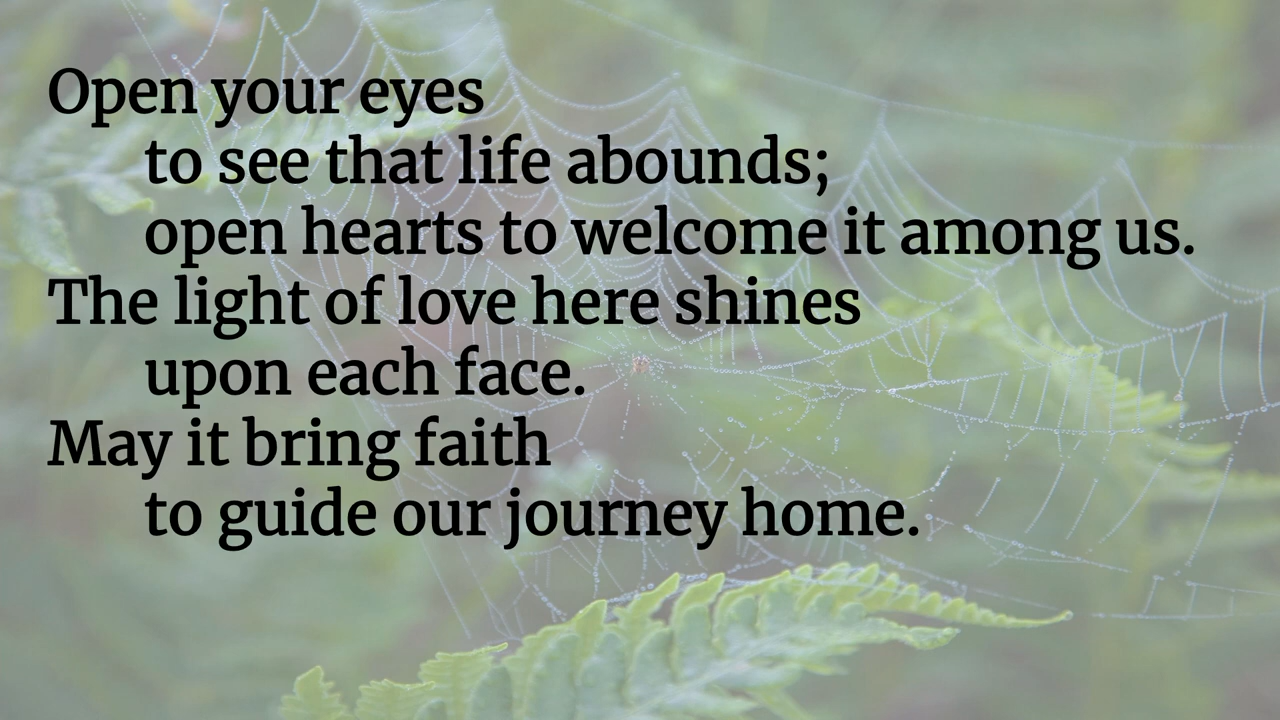 Open your eyes
to see that life abounds;
open hearts to welcome it among us.
The light of love here shines
upon each face.
May it bring faith
to guide our journey home.